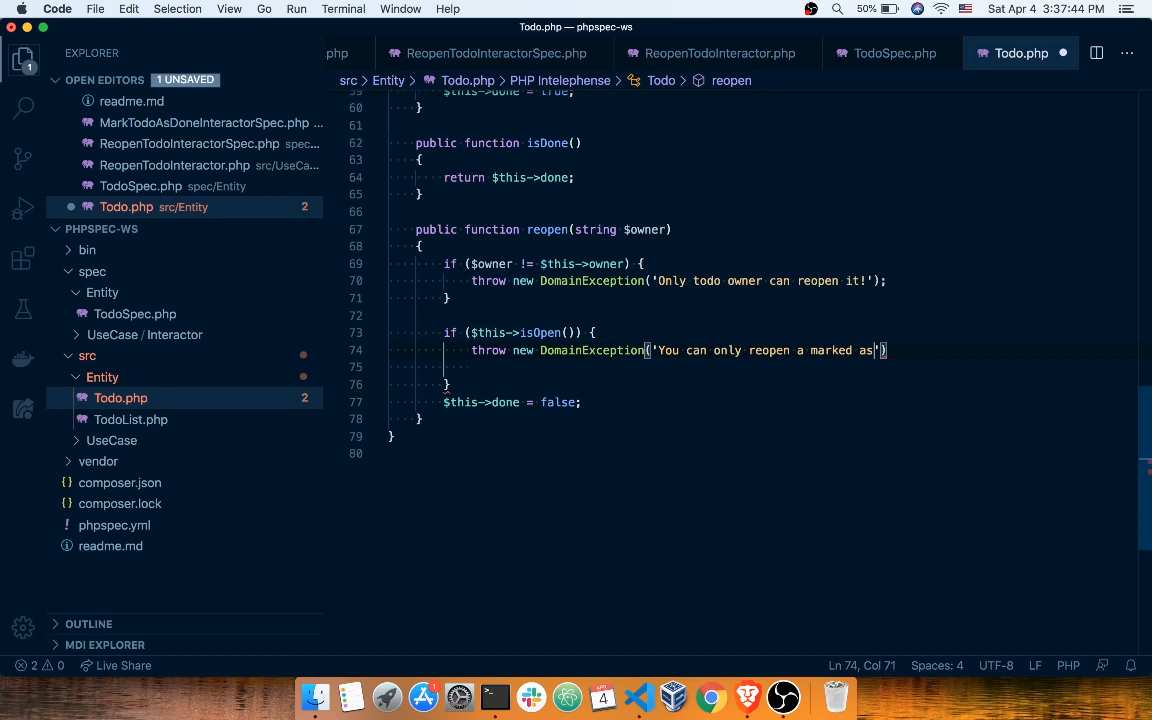 Code File Edit Selection View Go Run Terminal Window Help 50% Sat Apr 4 3:37:44 PM
Todo.php — phpspec-ws
1
EXPLORER
php ReopenTodoInteractorSpec.php ReopenTodoInteractor.php TodoSpec.php Todo.php
OPEN EDITORS 1 UNSAVED
src > Entity > Todo.php > PHP Intelephense > Todo > reopen
readme.md
MarkTodoAsDoneInteractorSpec.php ...
ReopenTodoInteractorSpec.php spec...
ReopenTodoInteractor.php src/UseCa...
TodoSpec.php spec/Entity
Todo.php src/Entity 2
PHPSPEC-WS
bin
spec
Entity
TodoSpec.php
UseCase / Interactor
src
Entity
Todo.php 2
TodoList.php
UseCase
vendor
composer.json
composer.lock
phpspec.yml
readme.md
OUTLINE
MDI EXPLORER
59 $this->done = true;
60 }
61
62 public function isDone()
63 {
64 return $this->done;
65 }
66
67 public function reopen(string $owner)
68 {
69 if ($owner != $this->owner) {
70 throw new DomainException('Only todo owner can reopen it!');
71 }
72
73 if ($this->isOpen()) {
74 throw new DomainException('You can only reopen a marked as')
75
76 }
77 $this->done = false;
78 }
79 }
80
2 0 Live Share Ln 74, Col 71 Spaces: 4 UTF-8 LF PHP
1
APR 4